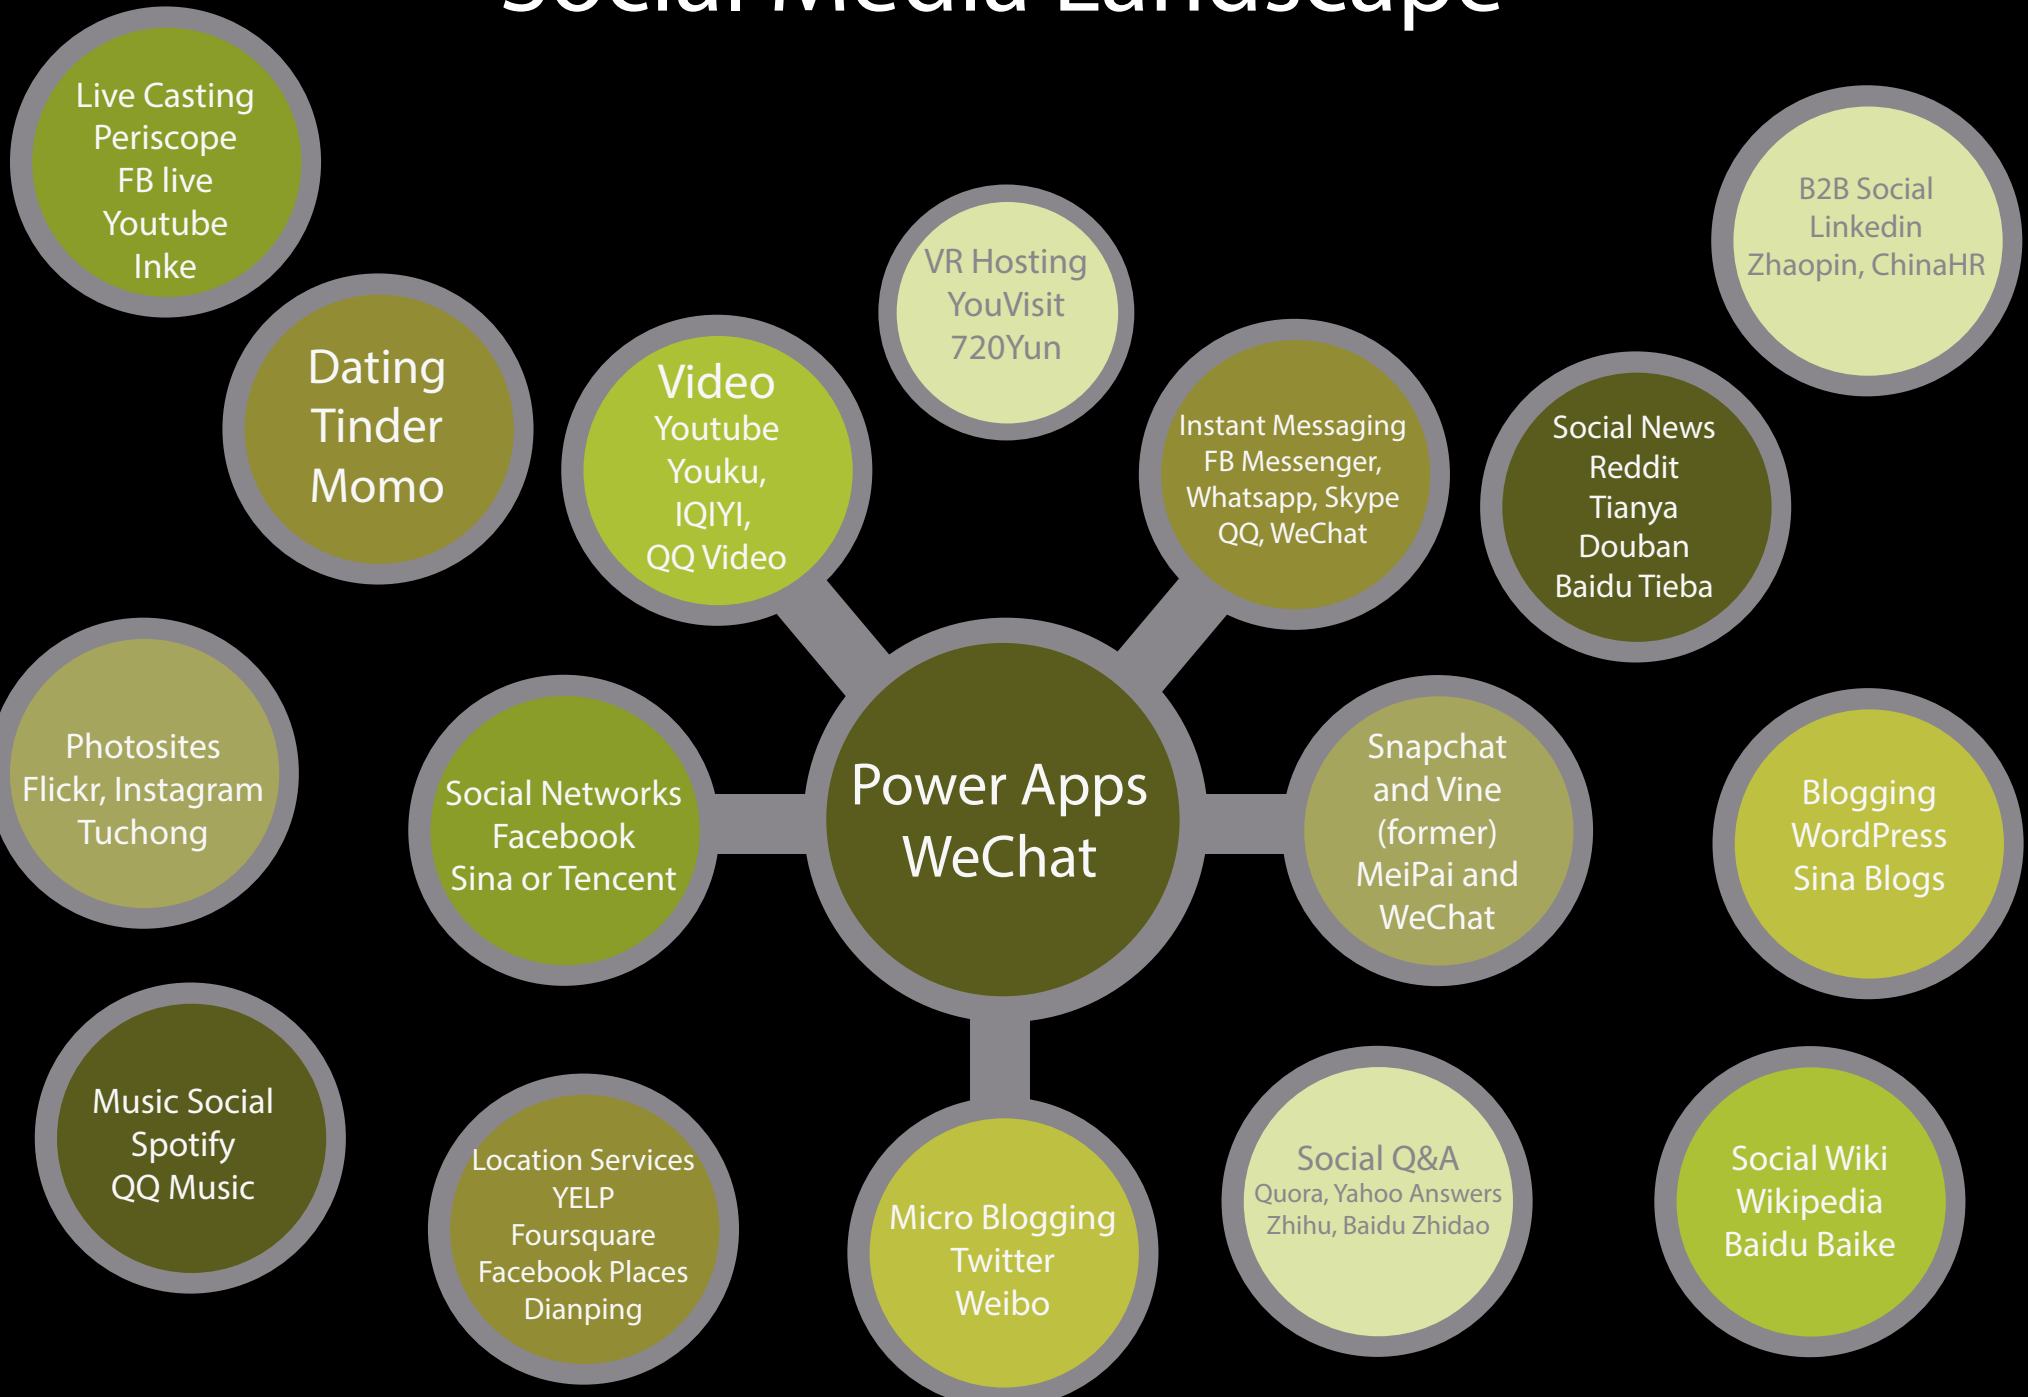 Social Media Landscape
Live Casting
Periscope
FB live
Youtube
Inke
Dating
Tinder
Momo
Video
Youtube
Youku,
IQIYI,
QQ Video
VR Hosting
YouVisit
720Yun
Instant Messaging
FB Messenger,
Whatsapp, Skype
QQ, WeChat
Social News
Reddit
Tianya
Douban
Baidu Tieba
B2B Social
Linkedin
Zhaopin, ChinaHR
Photosites
Flickr, Instagram
Tuchong
Social Networks
Facebook
Sina or Tencent
Power Apps
WeChat
Snapchat
and Vine
(former)
MeiPai and
WeChat
Blogging
WordPress
Sina Blogs
Music Social
Spotify
QQ Music
Location Services
YELP
Foursquare
Facebook Places
Dianping
Micro Blogging
Twitter
Weibo
Social Q&A
Quora, Yahoo Answers
Zhihu, Baidu Zhidao
Social Wiki
Wikipedia
Baidu Baike